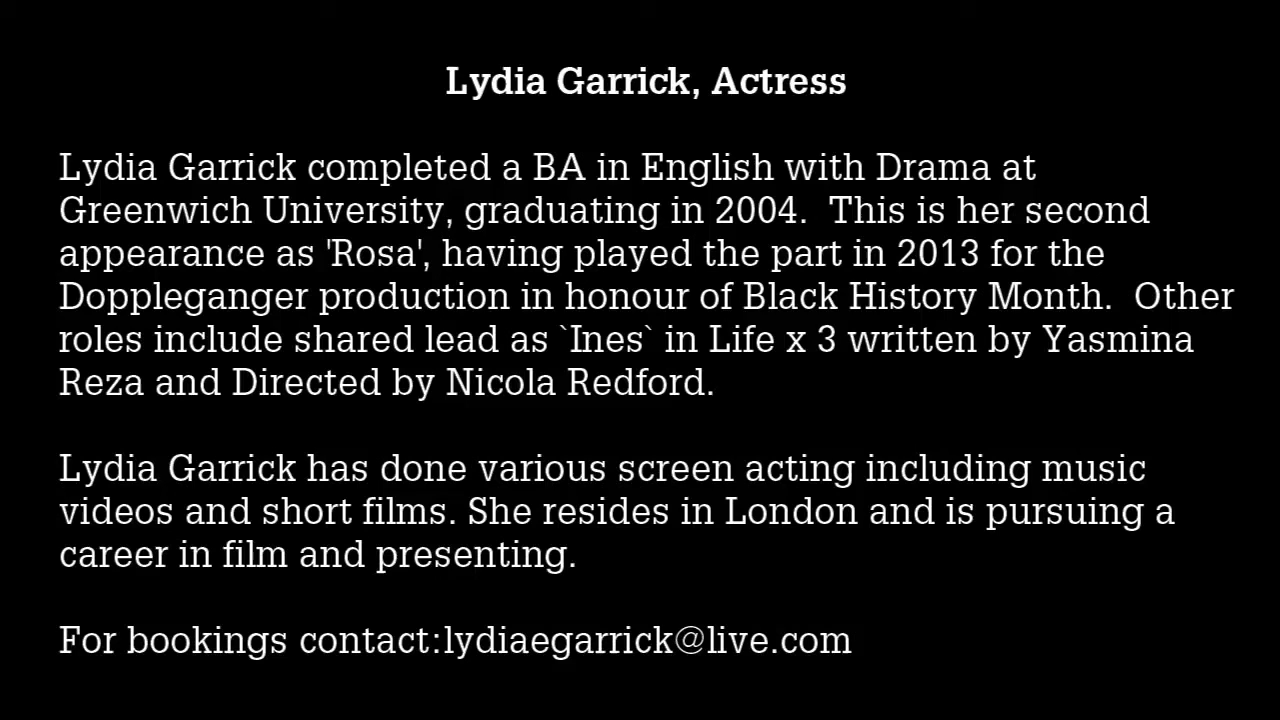 Lydia Garrick, Actress
Lydia Garrick completed a BA in English with Drama at
Greenwich University, graduating in 2004.  This is her second
appearance as 'Rosa', having played the part in 2013 for the
Doppleganger production in honour of Black History Month.  Other
roles include shared lead as `Ines` in Life x 3 written by Yasmina
Reza and Directed by Nicola Redford.
Lydia Garrick has done various screen acting including music
videos and short films. She resides in London and is pursuing a
career in film and presenting.
For bookings contact:lydiaegarrick@live.com